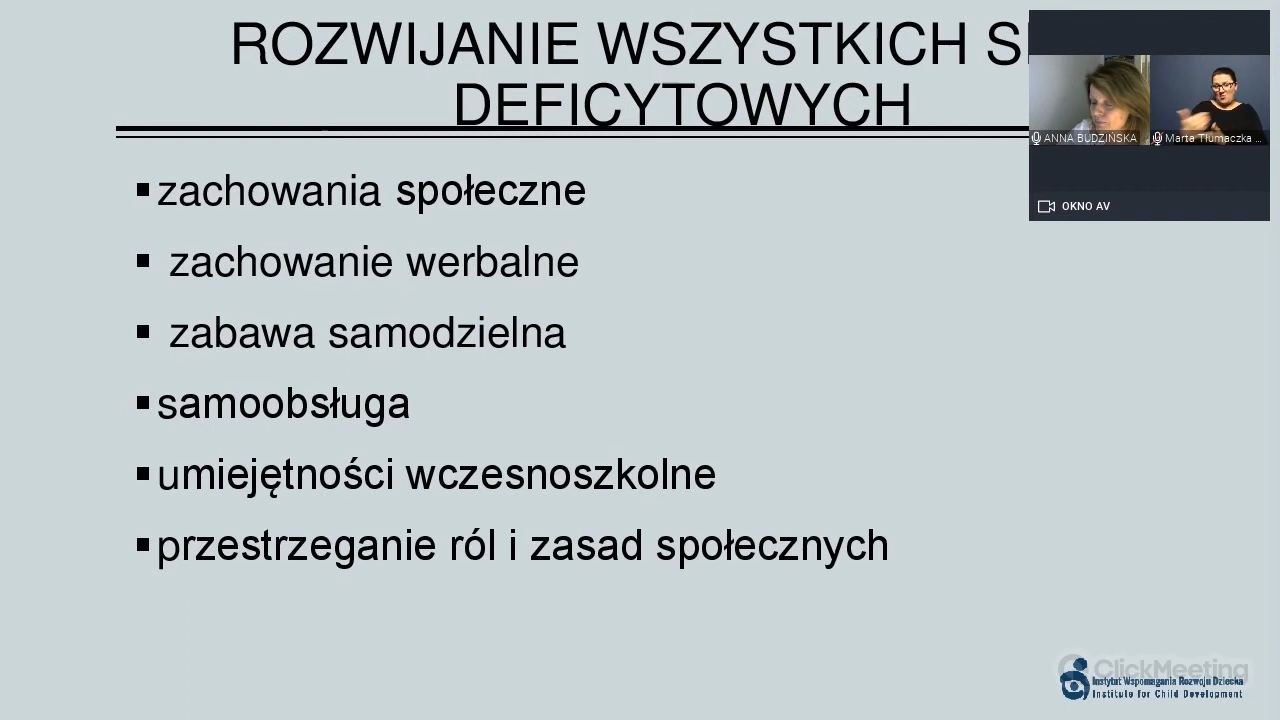 ROZWIJANIE WSZYSTKICH
DEFICYTOWYCH
ANNA BUDZIŃSKA
Marta Tłumaczka ...
OKNO AV
zachowania społeczne
zachowanie werbalne
zabawa samodzielna
samoobsługa
umiejętności wczesnoszkolne
przestrzeganie ról i zasad społecznych
ClickMeeting
Instytut Wspomagania Rozwoju Dziecka
Institute for Child Development